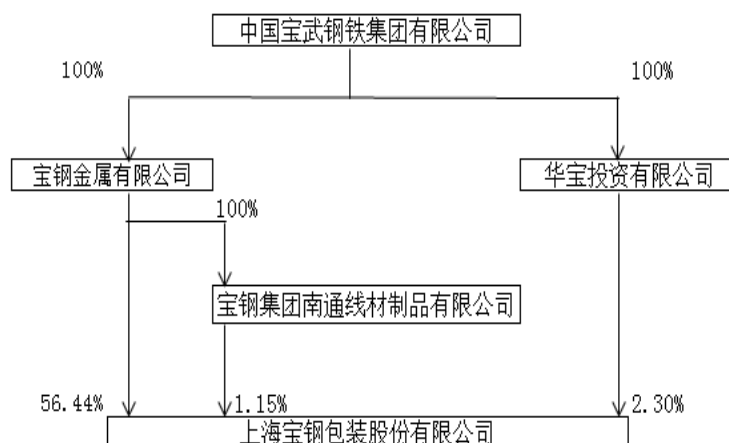 中国宝武钢铁集团有限公司
100% 100%
宝钢金属有限公司 华宝投资有限公司
100%
宝钢集团南通线材制品有限公司
56.44% 1.15% 2.30%
上海宝钢包装股份有限公司